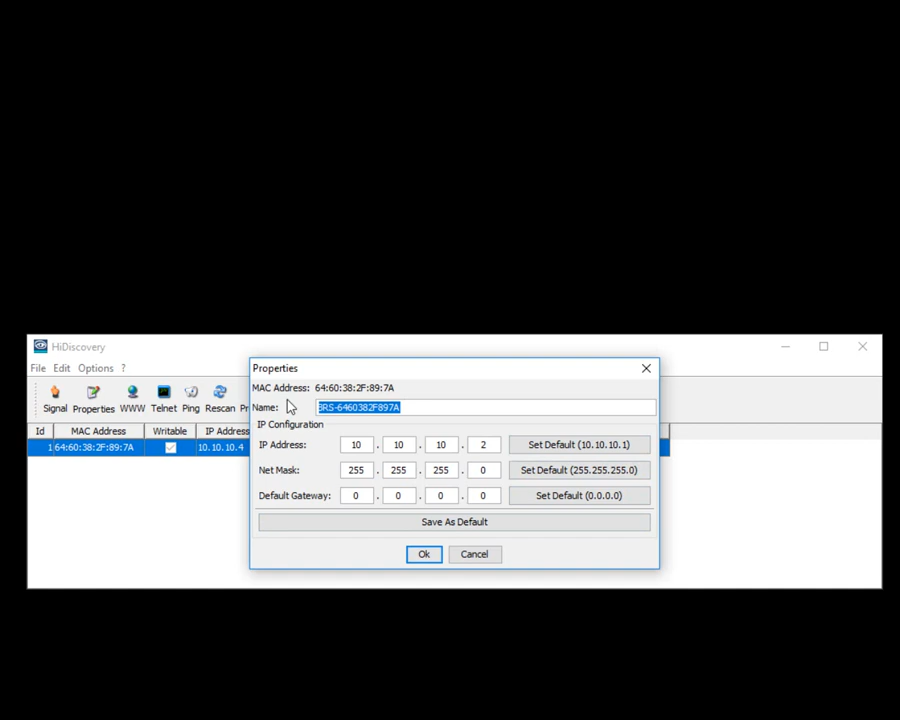 HiDiscovery
File Edit Options ?
Signal Properties WWW Telnet Ping Rescan
Id MAC Address Writable IP Address
1 64:60:38:2F:89:7A 10.10.10.4
Properties
MAC Address: 64:60:38:2F:89:7A
Name: BRS-6460382F897A
IP Configuration
IP Address: 10 . 10 . 10 . 2 Set Default (10.10.10.1)
Net Mask: 255 . 255 . 255 . 0 Set Default (255.255.255.0)
Default Gateway: 0 . 0 . 0 . 0 Set Default (0.0.0.0)
Save As Default
Ok Cancel